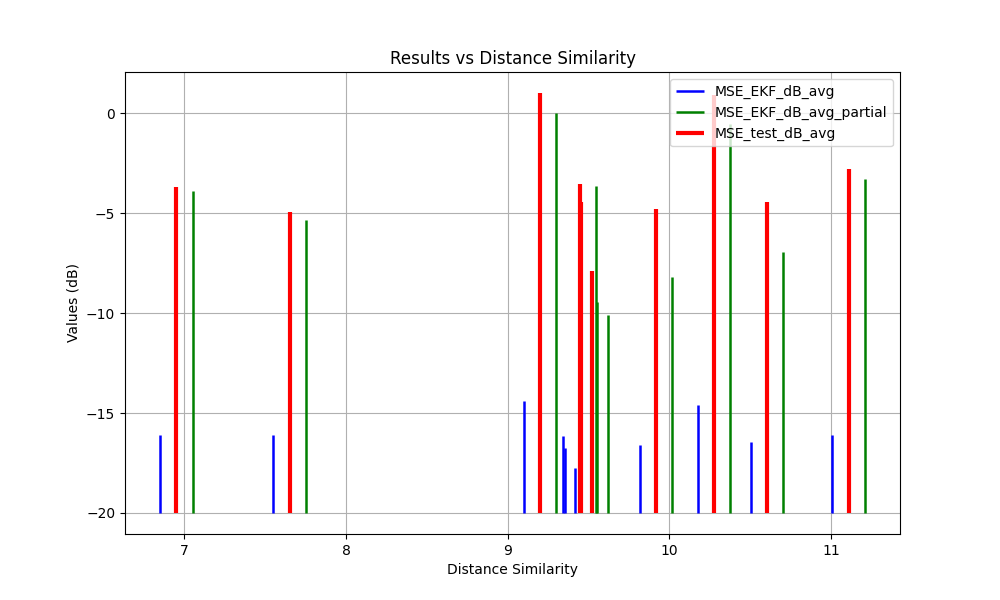 Results vs Distance Similarity
MSE_EKF_dB_avg
MSE_EKF_dB_avg_partial
MSE_test_dB_avg
Values (dB)
0
−5
−10
−15
−20
7 8 9 10 11
Distance Similarity